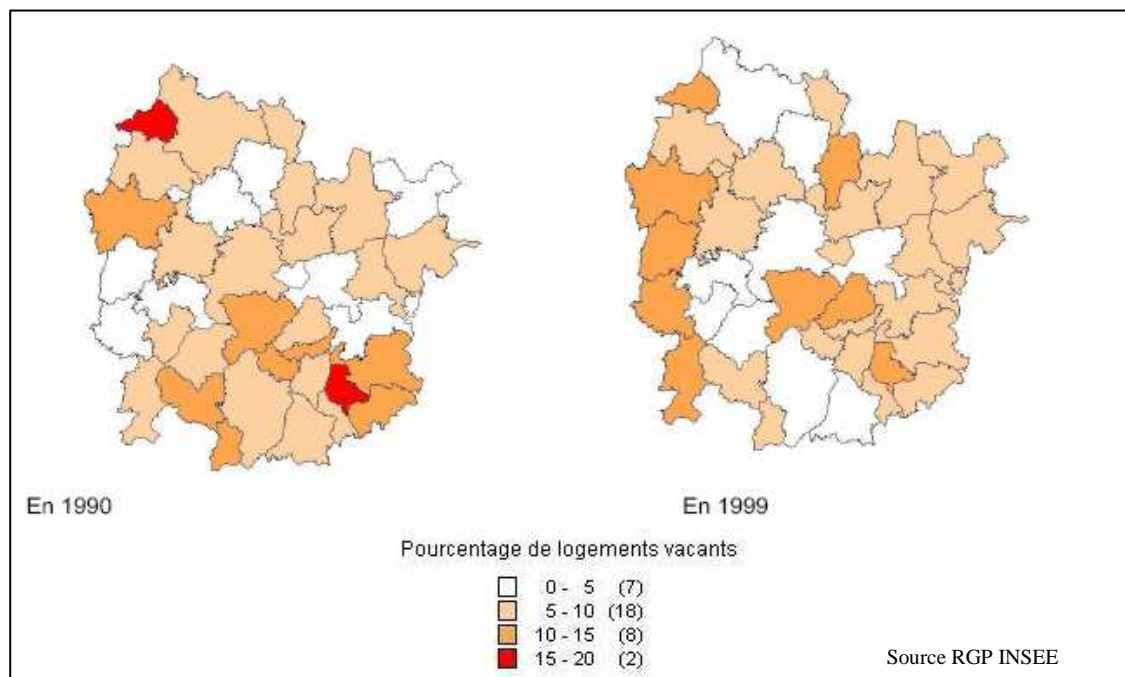 En 1990
En 1999
Pourcentage de logements vacants
0 - 5 (7)
5 - 10 (18)
10 - 15 (8)
15 - 20 (2)
Source RGP INSEE